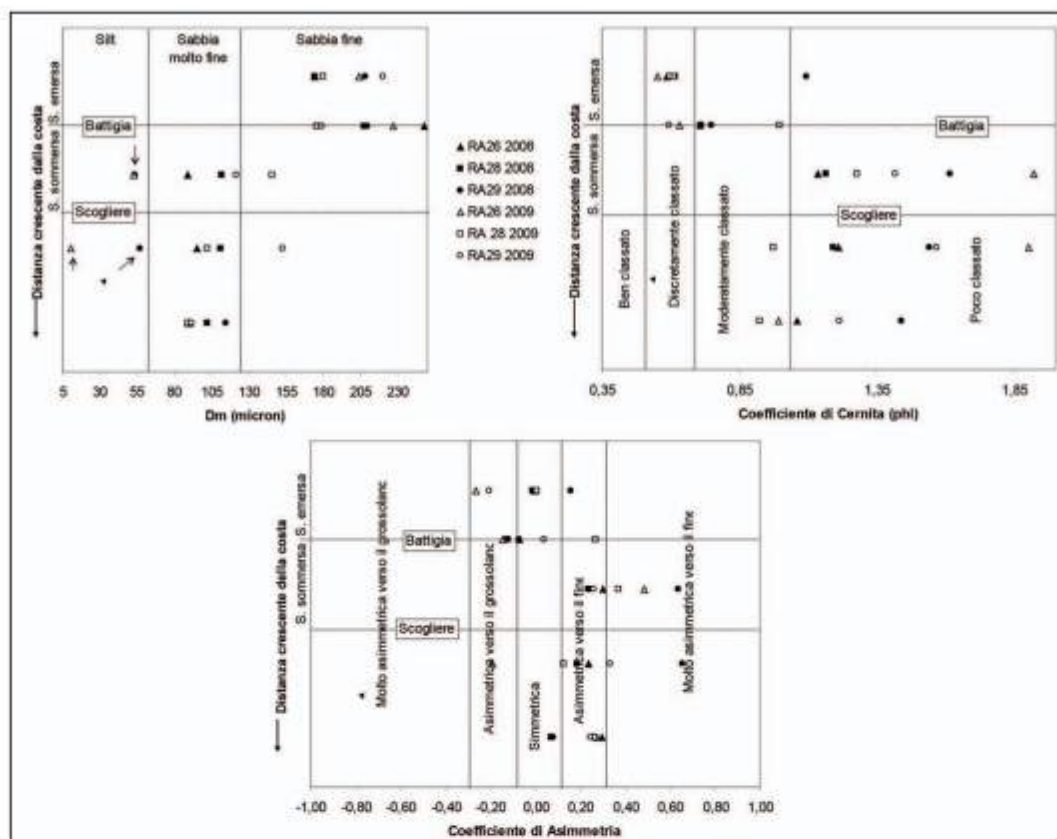 Silt
Sabbia
molto fine
Sabbia fine
Distanza crescente dalla costa
S. sommersa
S. emersa
Battigia
Scogliere
5 30 55 80 105 130 155 180 205 230
Dm (micron)
RA26 2008
RA28 2008
RA29 2008
RA26 2009
RA 28 2009
RA29 2009
Distanza crescente dalla costa
S. sommersa
S. emersa
Battigia
Scogliere
Ben classato
Discretamente classato
Moderatamente classato
Poco classato
0,35 0,85 1,35 1,85
Coefficiente di Cernita (phi)
Distanza crescente della costa
S. sommersa
S. emersa
Battigia
Scogliere
Molto asimmetrica verso il grossolano
Asimmetrica verso il grossolano
Simmetrica
Asimmetrica verso il fine
Molto asimmetrica verso il fine
-1,00 -0,80 -0,60 -0,40 -0,20 0,00 0,20 0,40 0,60 0,80 1,00
Coefficiente di Asimmetria